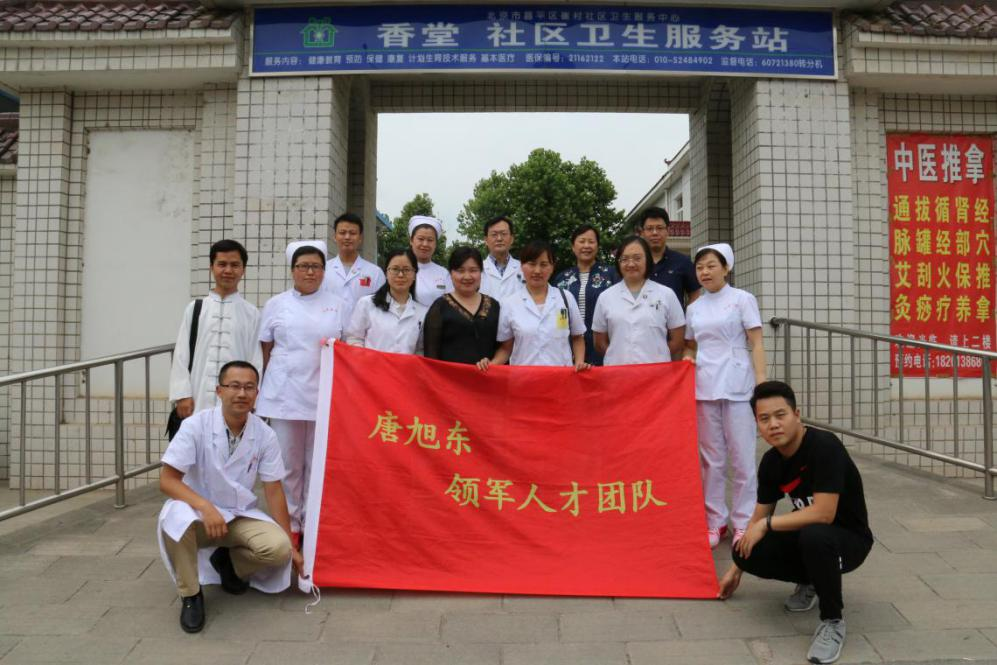 北京市昌平区崔村社区卫生服务中心
香堂 社区卫生服务站
服务内容：健康教育 预防 保健 康复 计划生育技术服务 基本医疗 医保编号：21162122 本站电话：010-52484902 监督电话：60721380转分机
中医推拿
通拔循肾经
脉罐经部穴
艾刮火保推
灸痧疗养拿
请上二楼
预约电话:
唐旭东
领军人才团队